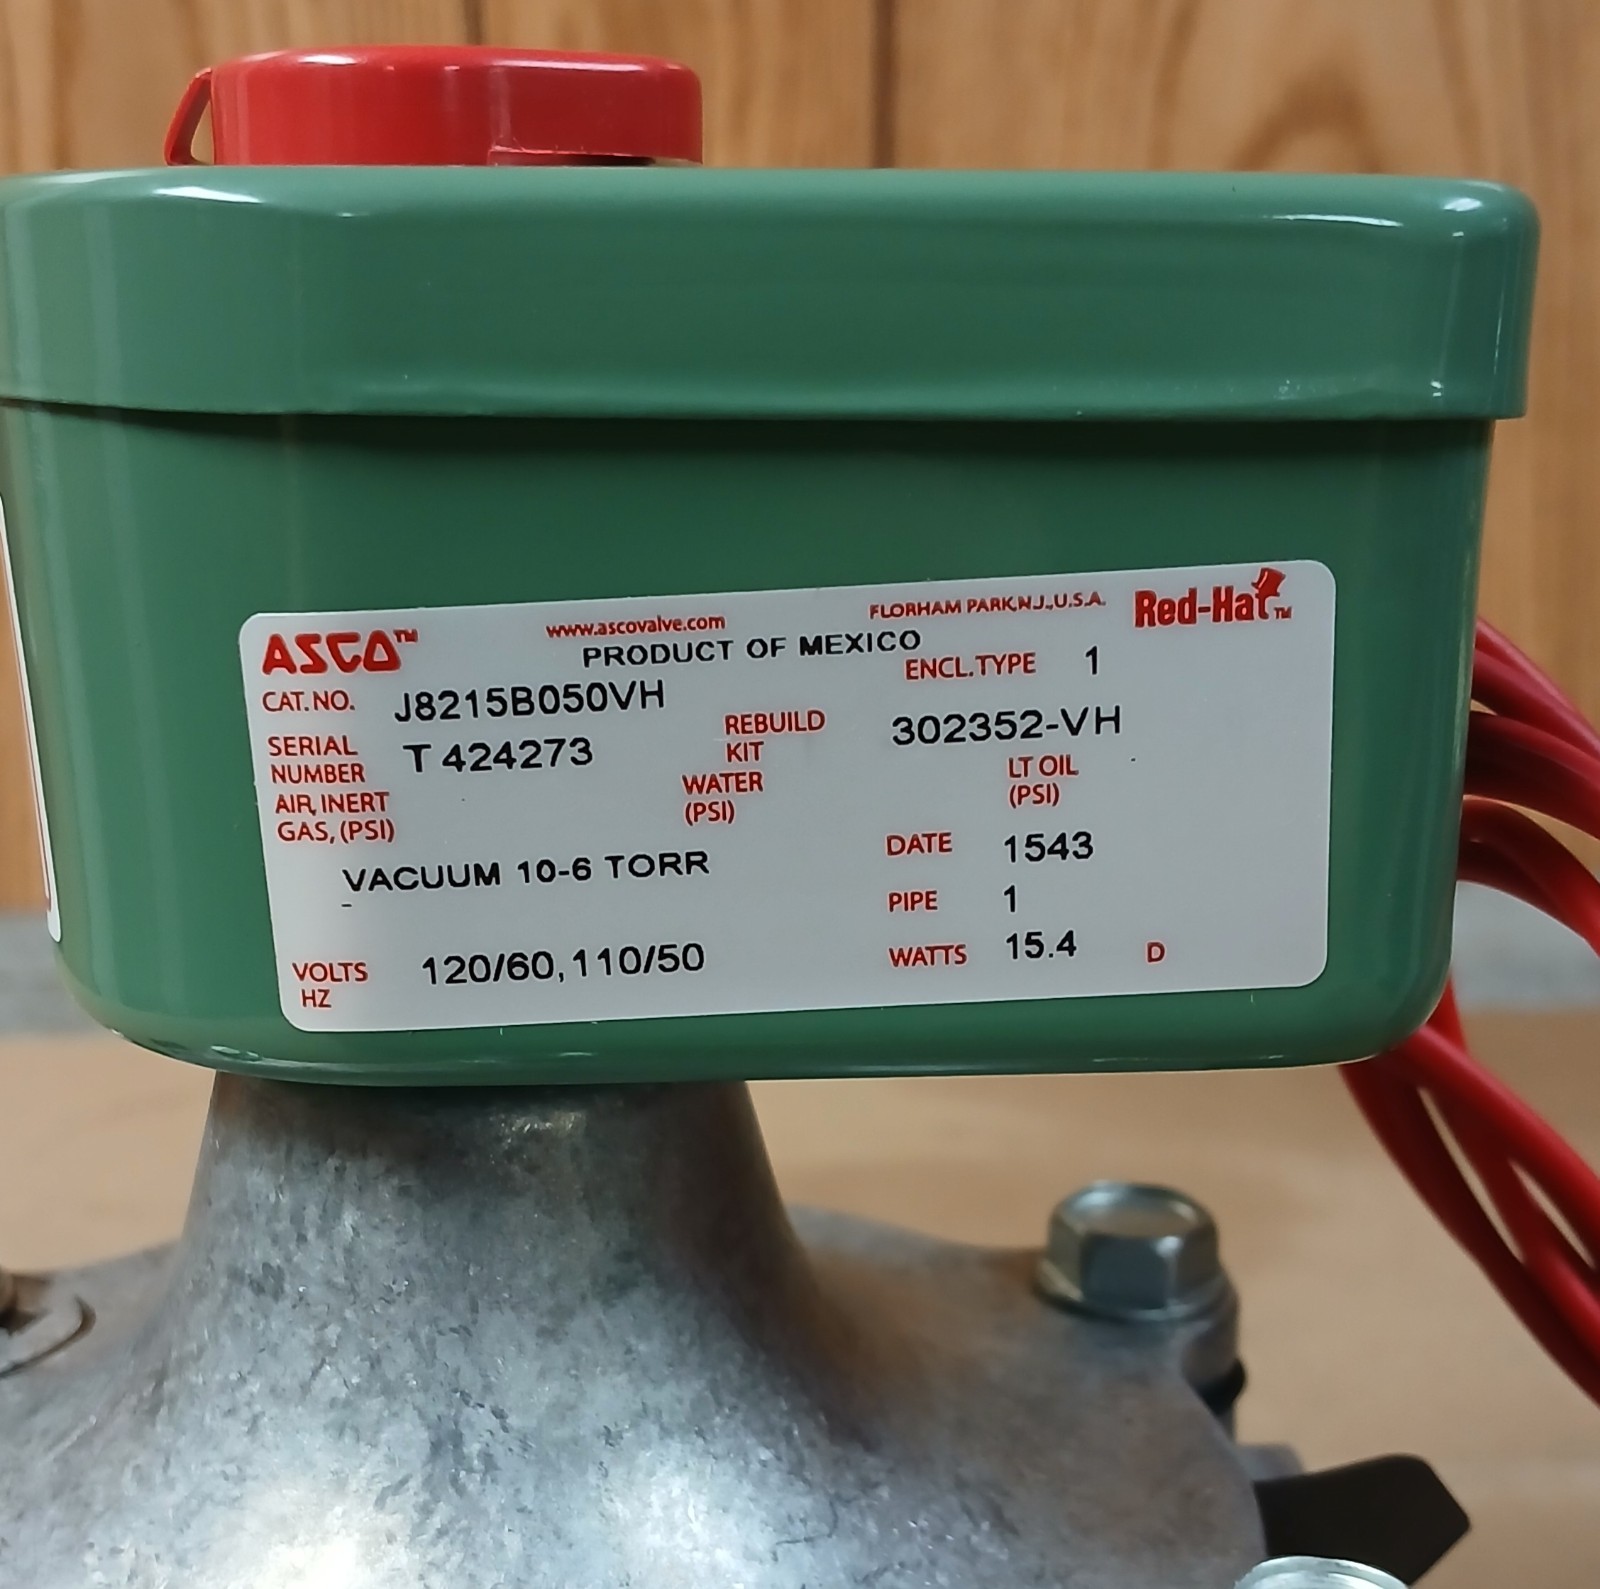 ASCO™ www.ascovalve.com FLORHAM PARK,N.J.,U.S.A. Red-Hat™
PRODUCT OF MEXICO
CAT. NO. J8215B050VH ENCL.TYPE 1
SERIAL NUMBER T 424273 REBUILD KIT 302352-VH
AIR, INERT GAS, (PSI) WATER (PSI) LT OIL (PSI)
VACUUM 10-6 TORR DATE 1543
PIPE 1
VOLTS HZ 120/60, 110/50 WATTS 15.4 D